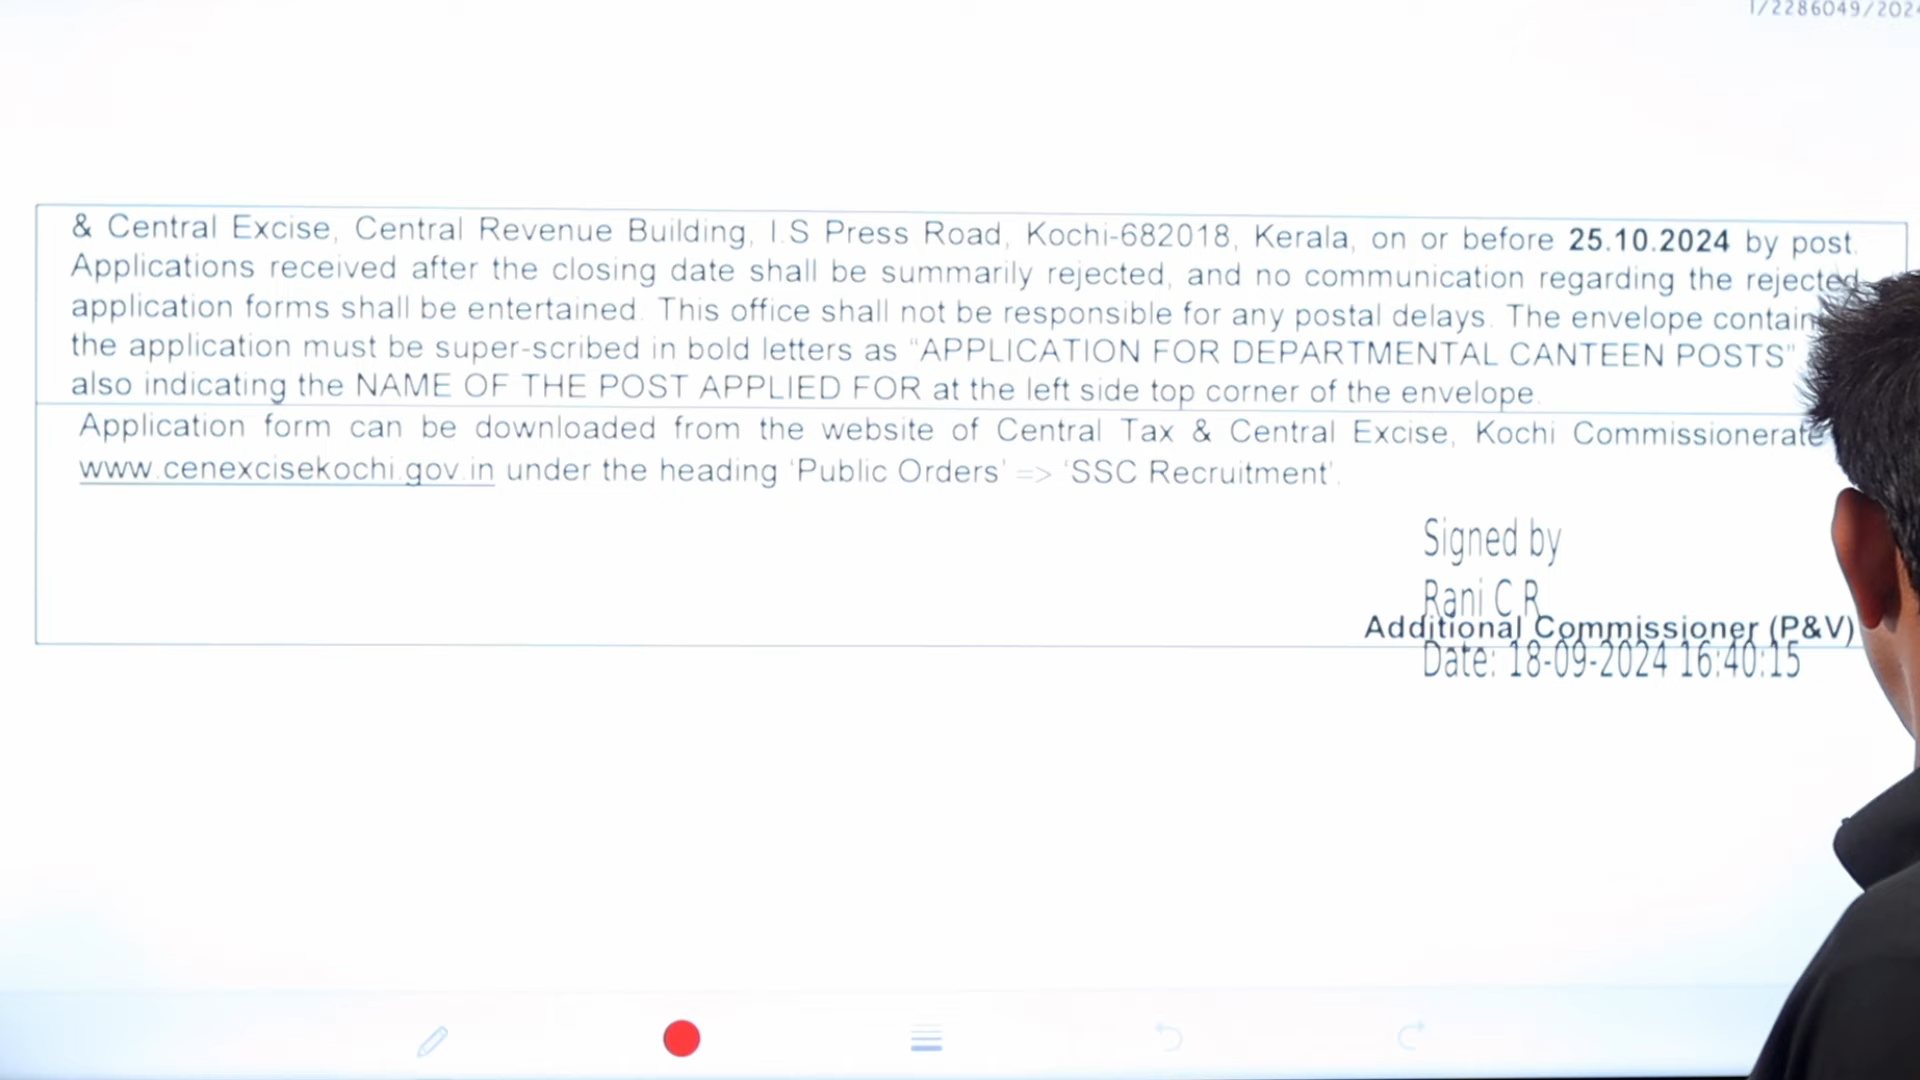 1/2286049/2024
& Central Excise, Central Revenue Building, I.S Press Road, Kochi-682018, Kerala, on or before 25.10.2024 by post.
Applications received after the closing date shall be summarily rejected, and no communication regarding the rejected
application forms shall be entertained. This office shall not be responsible for any postal delays. The envelope contain
the application must be super-scribed in bold letters as "APPLICATION FOR DEPARTMENTAL CANTEEN POSTS"
also indicating the NAME OF THE POST APPLIED FOR at the left side top corner of the envelope.
Application form can be downloaded from the website of Central Tax & Central Excise, Kochi Commissionerate
www.cenexcisekochi.gov.in under the heading 'Public Orders' => 'SSC Recruitment'.
Signed by
Rani C R
Additional Commissioner (P&V)
Date: 18-09-2024 16:40:15